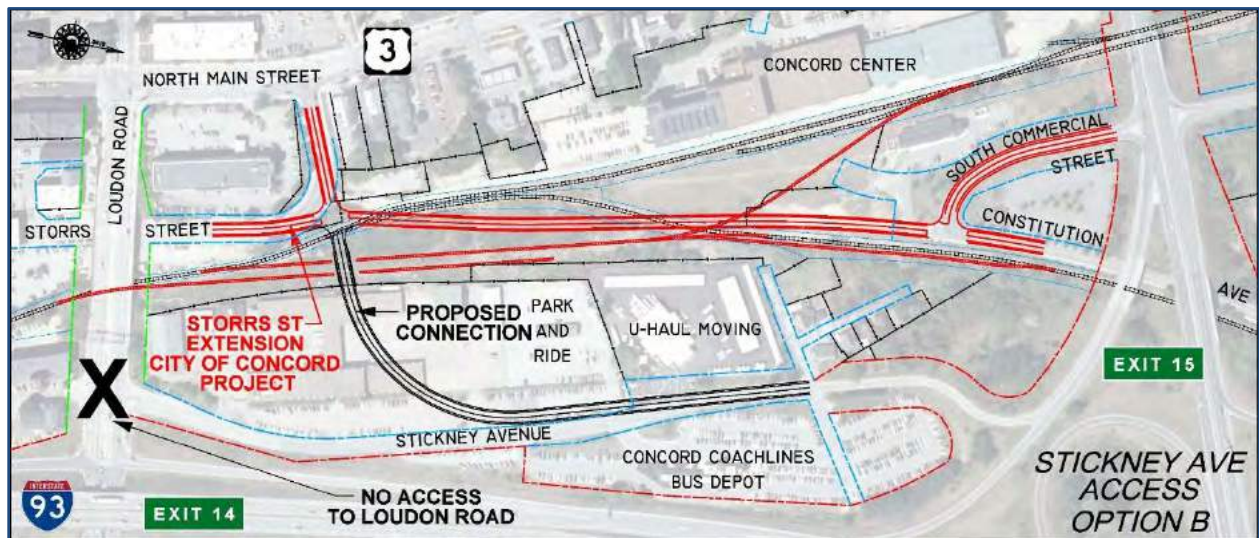 3
NORTH MAIN STREET
CONCORD CENTER
LOUDON ROAD
SOUTH COMMERCIAL
STREET
CONSTITUTION
AVE
STORRS
STREET
PROPOSED
CONNECTION
PARK
AND
RIDE
U-HAUL MOVING
STORRS ST
EXTENSION
CITY OF CONCORD
PROJECT
EXIT 15
X
STICKNEY AVENUE
CONCORD COACHLINES
BUS DEPOT
INTERSTATE
93
EXIT 14
NO ACCESS
TO LOUDON ROAD
STICKNEY AVE
ACCESS
OPTION B